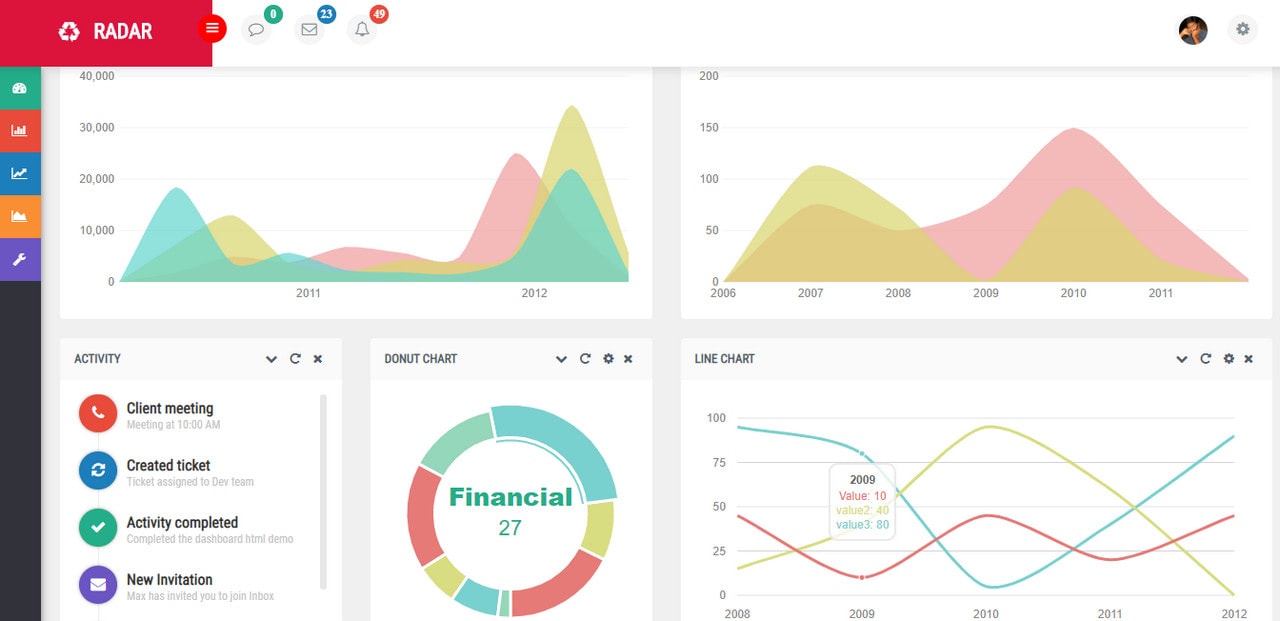 RADAR
0
23
49
40,000
30,000
20,000
10,000
0
2011 2012
200
150
100
50
0
2006 2007 2008 2009 2010 2011
ACTIVITY
Client meeting
Meeting at 10:00 AM
Created ticket
Ticket assigned to Dev team
Activity completed
Completed the dashboard html demo
New Invitation
Max has invited you to join Inbox
DONUT CHART
Financial
27
LINE CHART
100
75
50
25
0
2009
Value: 10
value2: 40
value3: 80
2008 2009 2010 2011 2012